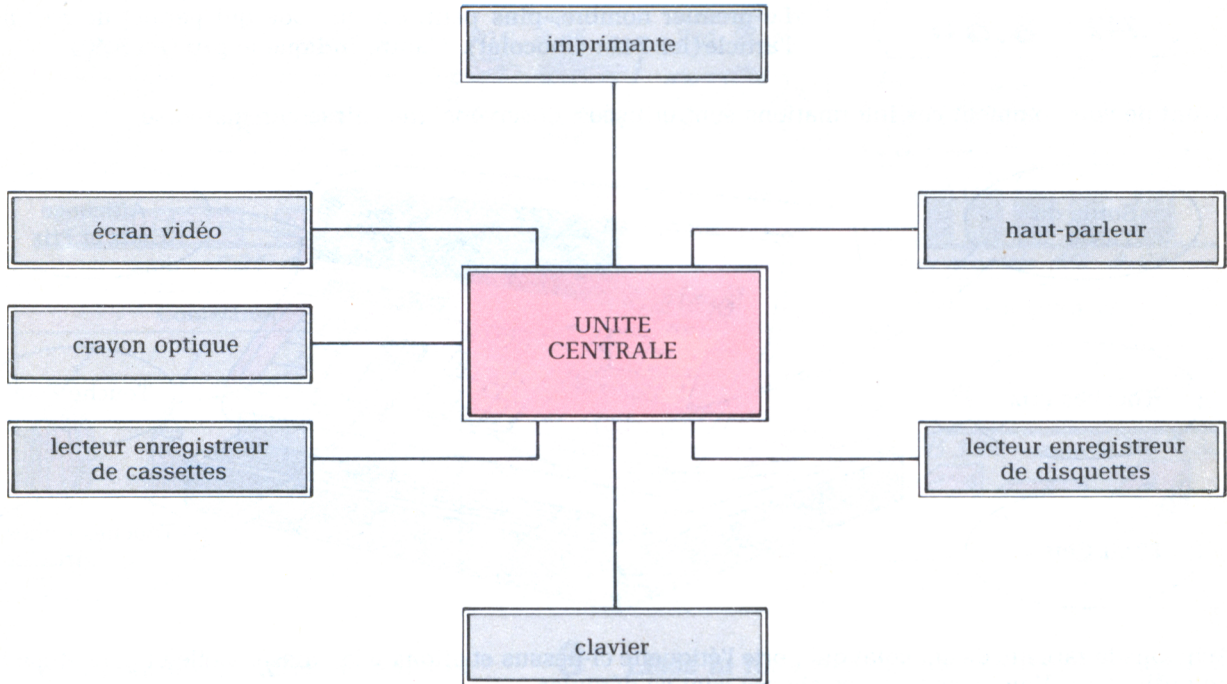 imprimante
écran vidéo
haut-parleur
UNITE
CENTRALE
crayon optique
lecteur enregistreur
de cassettes
lecteur enregistreur
de disquettes
clavier